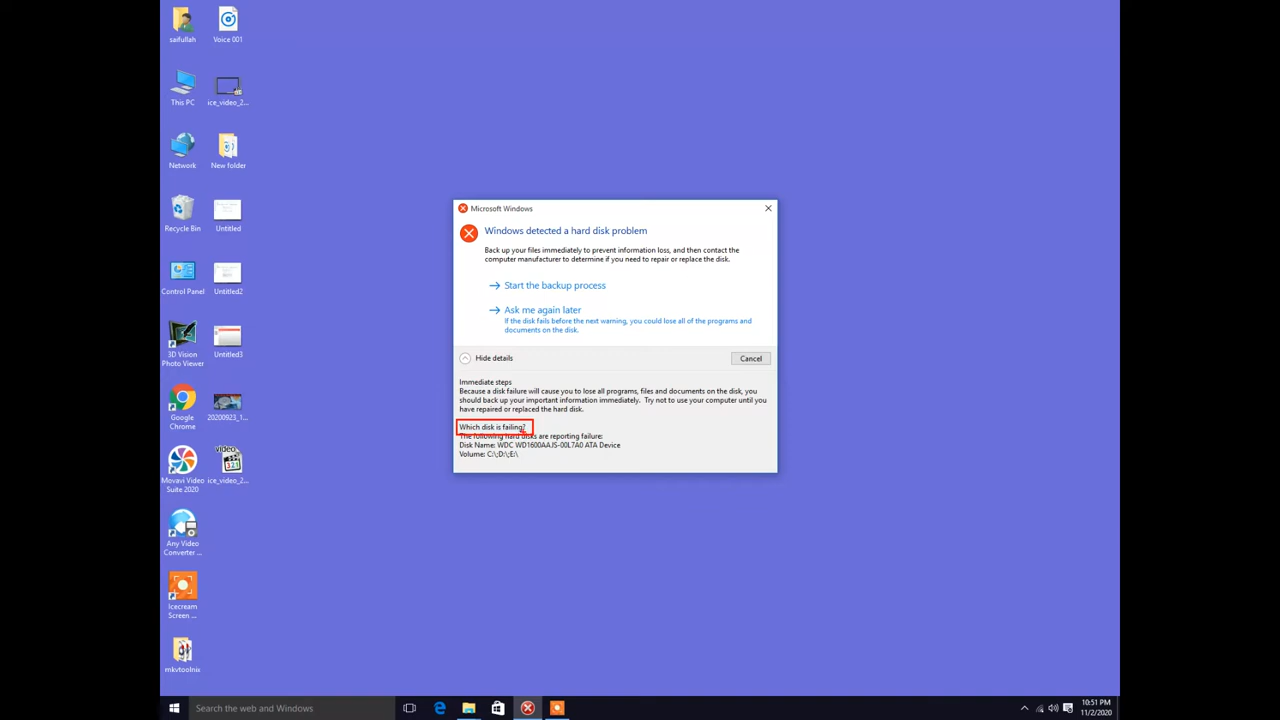 saifullah
Voice 001
This PC
ice_video_2...
Network
New folder
Recycle Bin
Untitled
Control Panel
Untitled2
3D Vision
Photo Viewer
Untitled3
Google
Chrome
20200923_1...
Movavi Video
Suite 2020
video
321
ice_video_2...
Any Video
Converter ...
Icecream
Screen ...
mkvtoolnix
Microsoft Windows
Windows detected a hard disk problem
Back up your files immediately to prevent information loss, and then contact the
computer manufacturer to determine if you need to repair or replace the disk.
Start the backup process
Ask me again later
If the disk fails before the next warning, you could lose all of the programs and
documents on the disk.
Hide details
Cancel
Immediate steps
Because a disk failure will cause you to lose all programs, files and documents on the disk, you
should back up your important information immediately. Try not to use your computer until you
have repaired or replaced the hard disk.
Which disk is failing?
The following hard disks are reporting failure:
Disk Name: WDC WD1600AAJS-00L7A0 ATA Device
Volume: C:\;D:\;E:\
Search the web and Windows
10:51 PM
11/2/2020